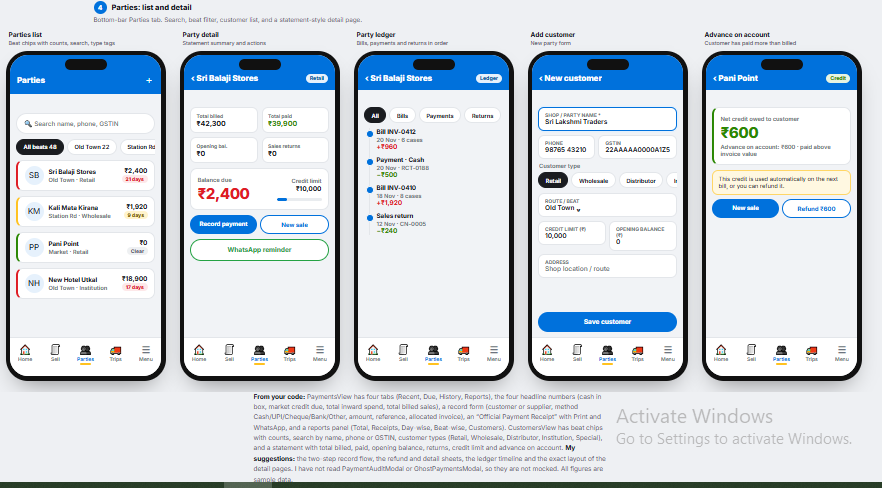 4 Parties: list and detail
Bottom-bar Parties tab. Search, beat filter, customer list, and a statement-style detail page.
Parties list
Beat chips with counts, search, type tags
Parties +
Search name, phone, GSTIN
All beats 48 Old Town 22 Station Rd
SB Sri Balaji Stores ₹2,400
Old Town · Retail 21 days
KM Kali Mata Kirana ₹1,920
Station Rd · Wholesale 9 days
PP Pani Point ₹0
Market · Retail Clear
NH New Hotel Utkal ₹18,900
Old Town · Institution 17 days
Home Sell Parties Trips Menu
Party detail
Statement summary and actions
‹ Sri Balaji Stores Retail
Total billed Total paid
₹42,300 ₹39,900
Opening bal. Sales returns
₹0 ₹0
Balance due Credit limit
₹2,400 ₹10,000
Record payment New sale
WhatsApp reminder
Home Sell Parties Trips Menu
Party ledger
Bills, payments and returns in order
‹ Sri Balaji Stores Ledger
All Bills Payments Returns
Bill INV-0412
20 Nov · 6 cases
+₹960
Payment · Cash
20 Nov · RCT-0188
−₹500
Bill INV-0410
18 Nov · 8 cases
+₹1,920
Sales return
12 Nov · CN-0005
−₹240
Home Sell Parties Trips Menu
Add customer
New party form
‹ New customer
SHOP / PARTY NAME *
Sri Lakshmi Traders
PHONE GSTIN
98765 43210 22AAAAA0000A1Z5
Customer type
Retail Wholesale Distributor
ROUTE / BEAT
Old Town
CREDIT LIMIT (₹) OPENING BALANCE (₹)
10,000 0
ADDRESS
Shop location / route
Save customer
Home Sell Parties Trips Menu
Advance on account
Customer has paid more than billed
‹ Pani Point Credit
Net credit owed to customer
₹600
Advance on account: ₹600 · paid above
invoice value
This credit is used automatically on the next
bill, or you can refund it.
New sale Refund ₹600
Home Sell Parties Trips Menu
From your code: PaymentsView has four tabs (Recent, Due, History, Reports), the four headline numbers (cash in
box, market credit due, total inward spend, total billed sales), a record form (customer or supplier, method
Cash/UPI/Cheque/Bank/Other, amount, reference, allocated invoice), an "Official Payment Receipt" with Print and
WhatsApp, and a reports panel (Total, Receipts, Day-wise, Beat-wise, Customers). CustomersView has beat chips
with counts, search by name, phone or GSTIN, customer types (Retail, Wholesale, Distributor, Institution, Special),
and a statement with total billed, paid, opening balance, returns, credit limit and advance on account. My
suggestions: the two-step record flow, the refund and detail sheets, the ledger timeline and the exact layout of the
detail pages. I have not read PaymentAuditModal or GhostPaymentsModal, so they are not mocked. All figures are
sample data.
Activate Windows
Go to Settings to activate Windows.